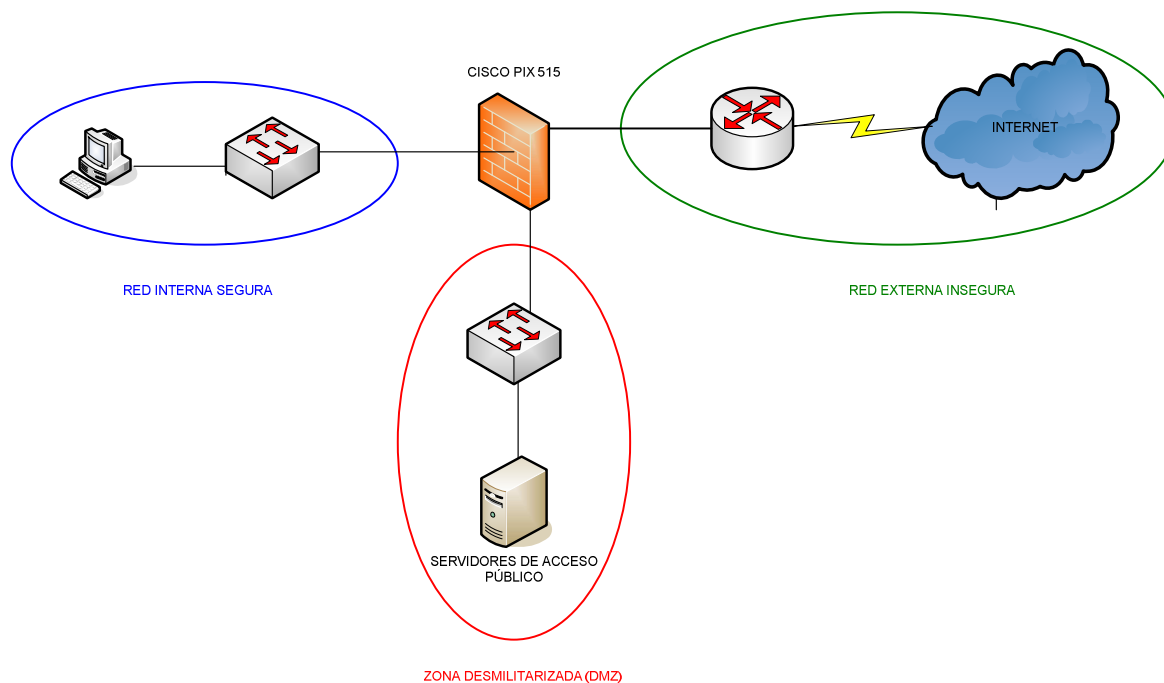 CISCO PIX 515
INTERNET
RED INTERNA SEGURA
RED EXTERNA INSEGURA
SERVIDORES DE ACCESO
PÚBLICO
ZONA DESMILITARIZADA (DMZ)